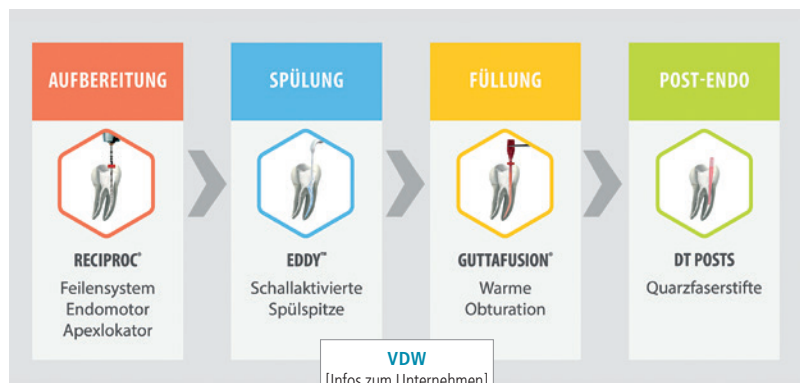 AUFBEREITUNG
RECIPROC®
Feilensystem
Endomotor
Apexlokator
SPÜLUNG
EDDY™
Schallaktivierte
Spülspitze
FÜLLUNG
GUTTAFUSION®
Warme
Obturation
POST-ENDO
DT POSTS
Quarzfaserstifte
VDW
[Infos zum Unternehmen]